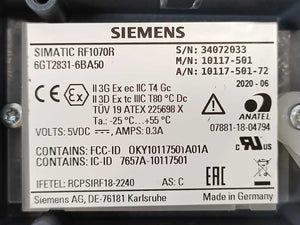 SIEMENS
SIMATIC RF1070R
6GT2831-6BA50
S/N: 34072033
M/N: 10117-501
A/N: 10117-501-72
II 3G Ex ec IIC T4 Gc
II 3D Ex tc IIIC T80 °C Dc
TÜV 19 ATEX 225698 X
Ta: -25 °C ...+55 °C
VOLTS: 5VDC AMPS: 0.3A
2020 - 06
ANATEL
07881-18-04794
CONTAINS: FCC-ID OKY10117501A01A
CONTAINS: IC-ID 7657A-10117501
IFETEL: RCPSIRF18-2240 AS: C
Siemens AG, DE-76181 Karlsruhe
Made in Germany